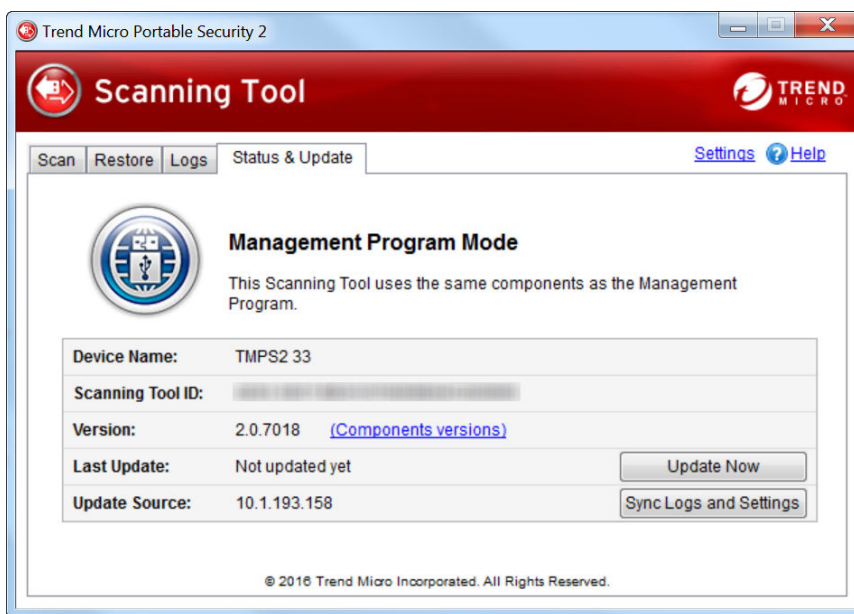 Trend Micro Portable Security 2
Scanning Tool
TREND
MICRO
Scan
Restore
Logs
Status & Update
Settings
Help
Management Program Mode
This Scanning Tool uses the same components as the Management
Program.
Device Name: TMPS2 33
Scanning Tool ID:
Version: 2.0.7018 (Components versions)
Last Update: Not updated yet Update Now
Update Source: 10.1.193.158 Sync Logs and Settings
© 2016 Trend Micro Incorporated. All Rights Reserved.